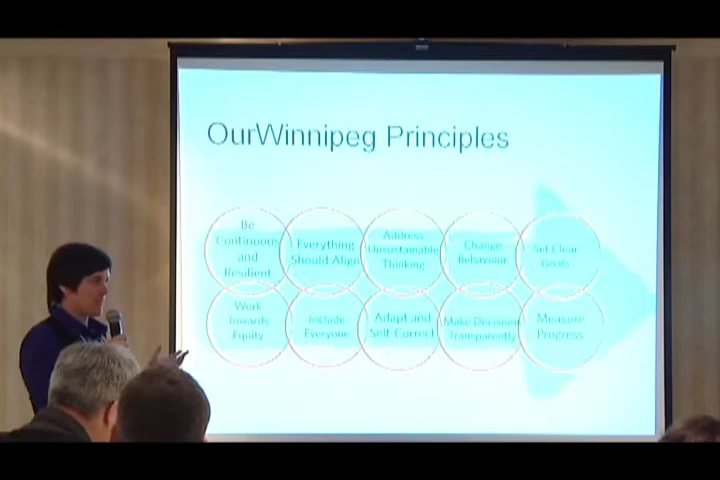 OurWinnipeg Principles
Be
Continuous
and
Resilient
Everything
Should Align
Address
Unsustainable
Thinking
Change
Behaviour
Set Clear
Goals
Work
Towards
Equity
Include
Everyone
Adapt and
Self-Correct
Make Decisions
Transparently
Measure
Progress